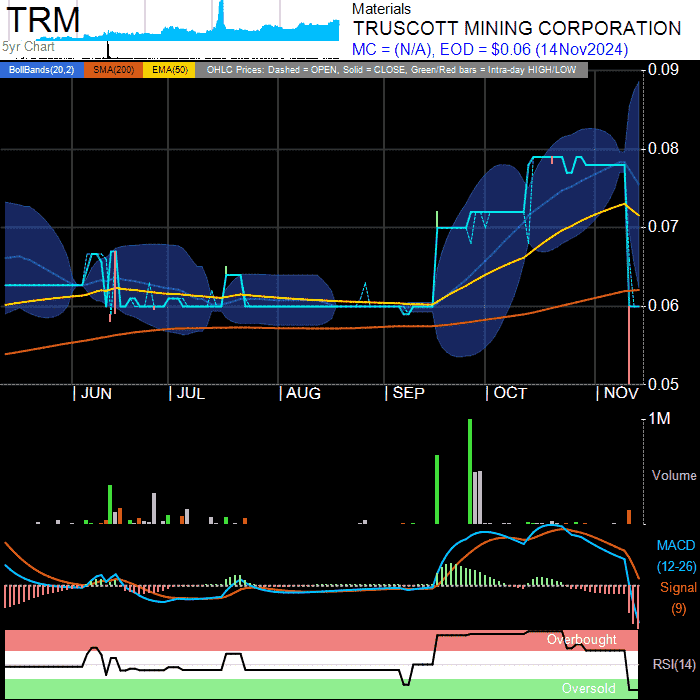 TRM
5yr Chart
Materials
TRUSCOTT MINING CORPORATION
MC = (N/A), EOD = $0.06 (14Nov2024)
BollBands(20,2) SMA(200) EMA(50) OHLC Prices: Dashed = OPEN, Solid = CLOSE, Green/Red bars = Intra-day HIGH/LOW
0.09
0.08
0.07
0.06
0.05
JUN JUL AUG SEP OCT NOV
1M
Volume
MACD
(12-26)
Signal
(9)
Overbought
RSI(14)
Oversold